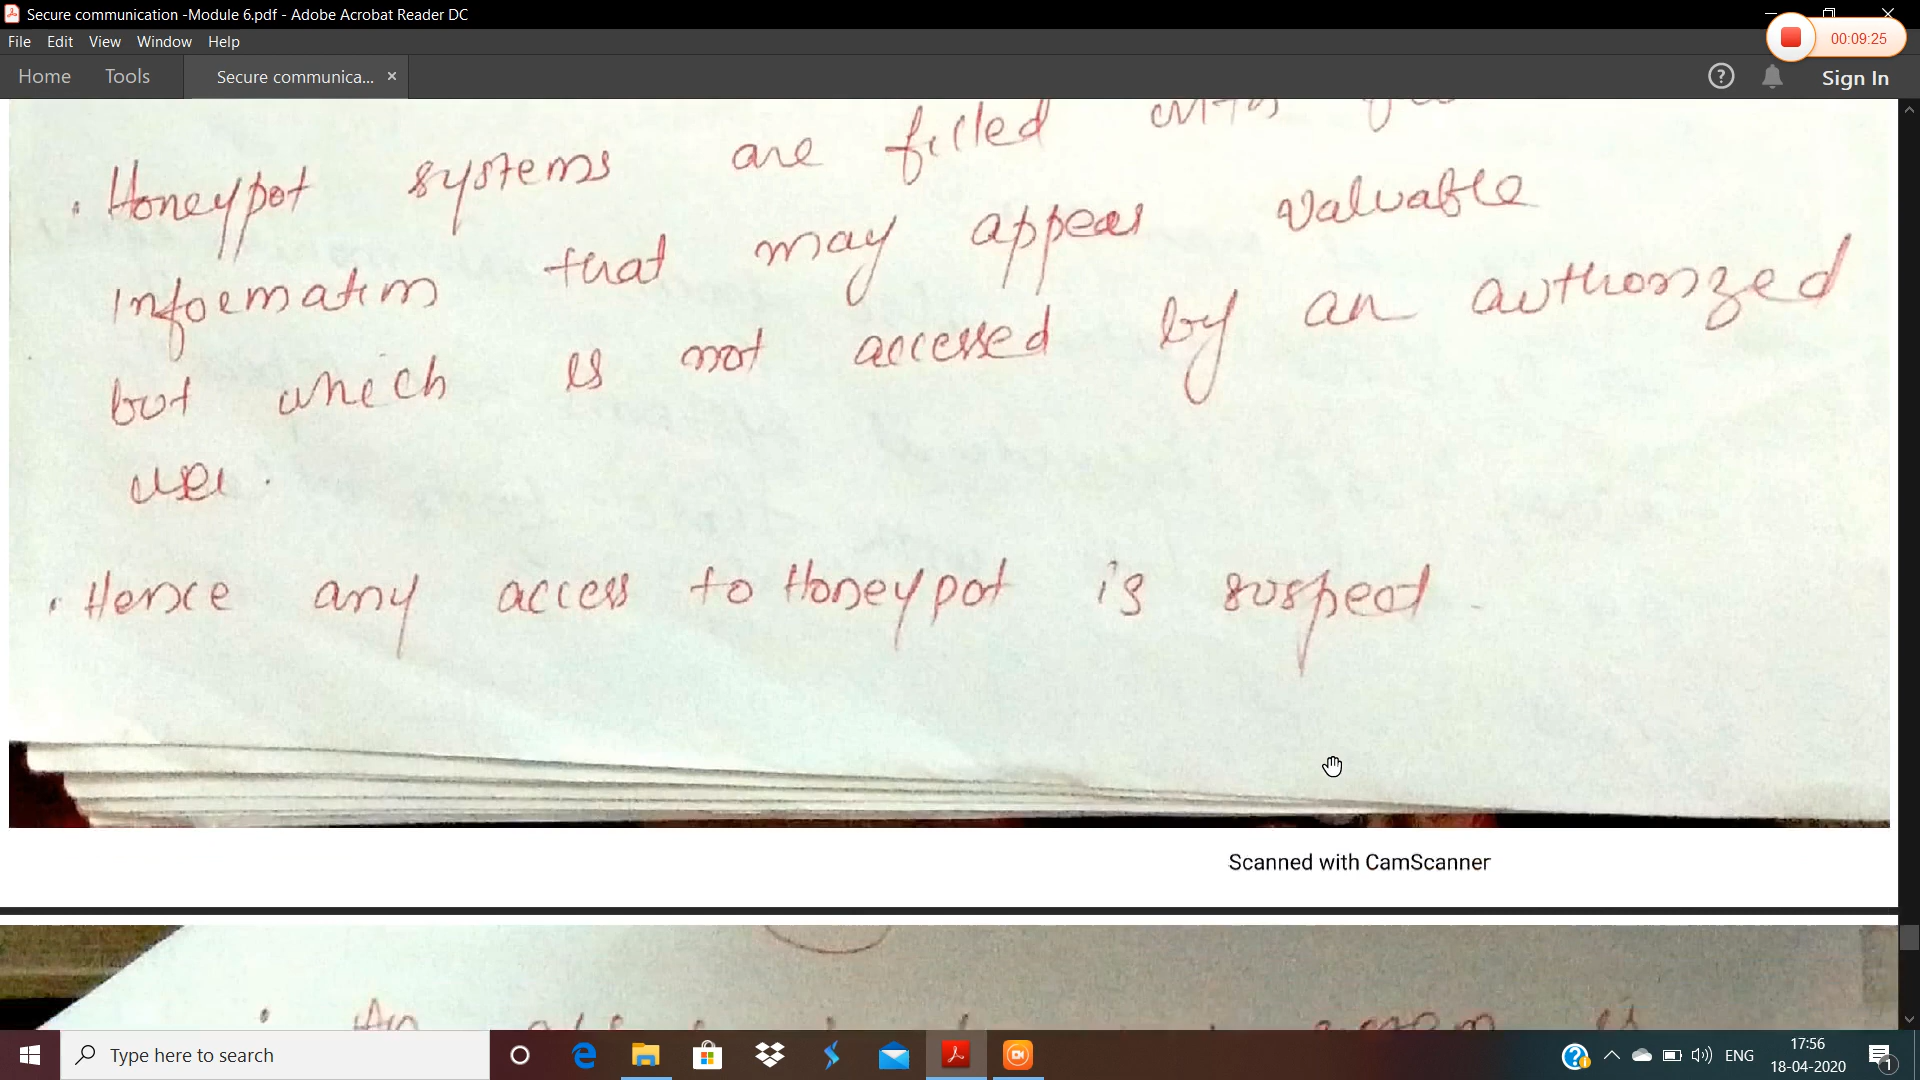 Secure communication -Module 6.pdf - Adobe Acrobat Reader DC
00:09:25
File Edit View Window Help
Home Tools Secure communica... × ? Sign In
. Honeypot systems are filled with
information that may appear valuable
but which is not accessed by an authorized
user.
. Hence any access to Honeypot is suspect.
Scanned with CamScanner
. An
Type here to search
ENG
17:56
18-04-2020
1